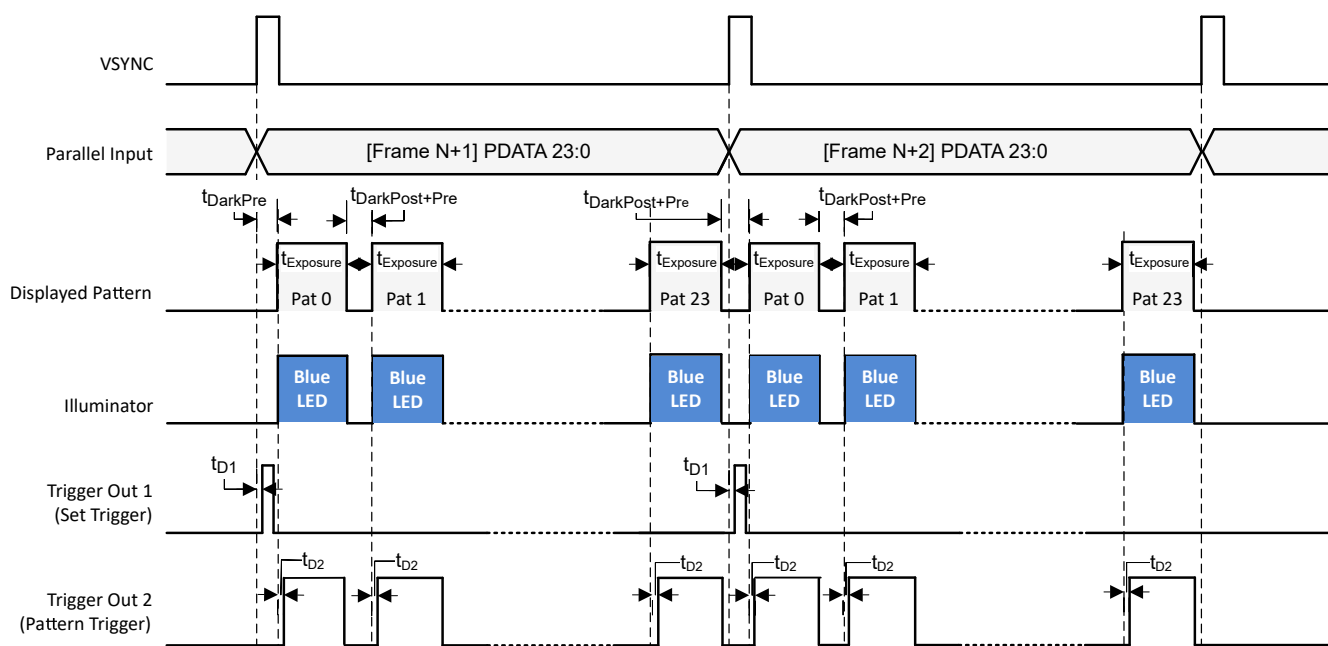 VSYNC
Parallel Input
[Frame N+1] PDATA 23:0
[Frame N+2] PDATA 23:0
tDarkPre
tDarkPost+Pre
tDarkPost+Pre
tDarkPost+Pre
Displayed Pattern
tExposure
tExposure
tExposure
tExposure
tExposure
tExposure
Pat 0
Pat 1
Pat 23
Pat 0
Pat 1
Pat 23
Illuminator
Blue
LED
Blue
LED
Blue
LED
Blue
LED
Blue
LED
Blue
LED
Trigger Out 1
(Set Trigger)
tD1
tD1
Trigger Out 2
(Pattern Trigger)
tD2
tD2
tD2
tD2
tD2
tD2